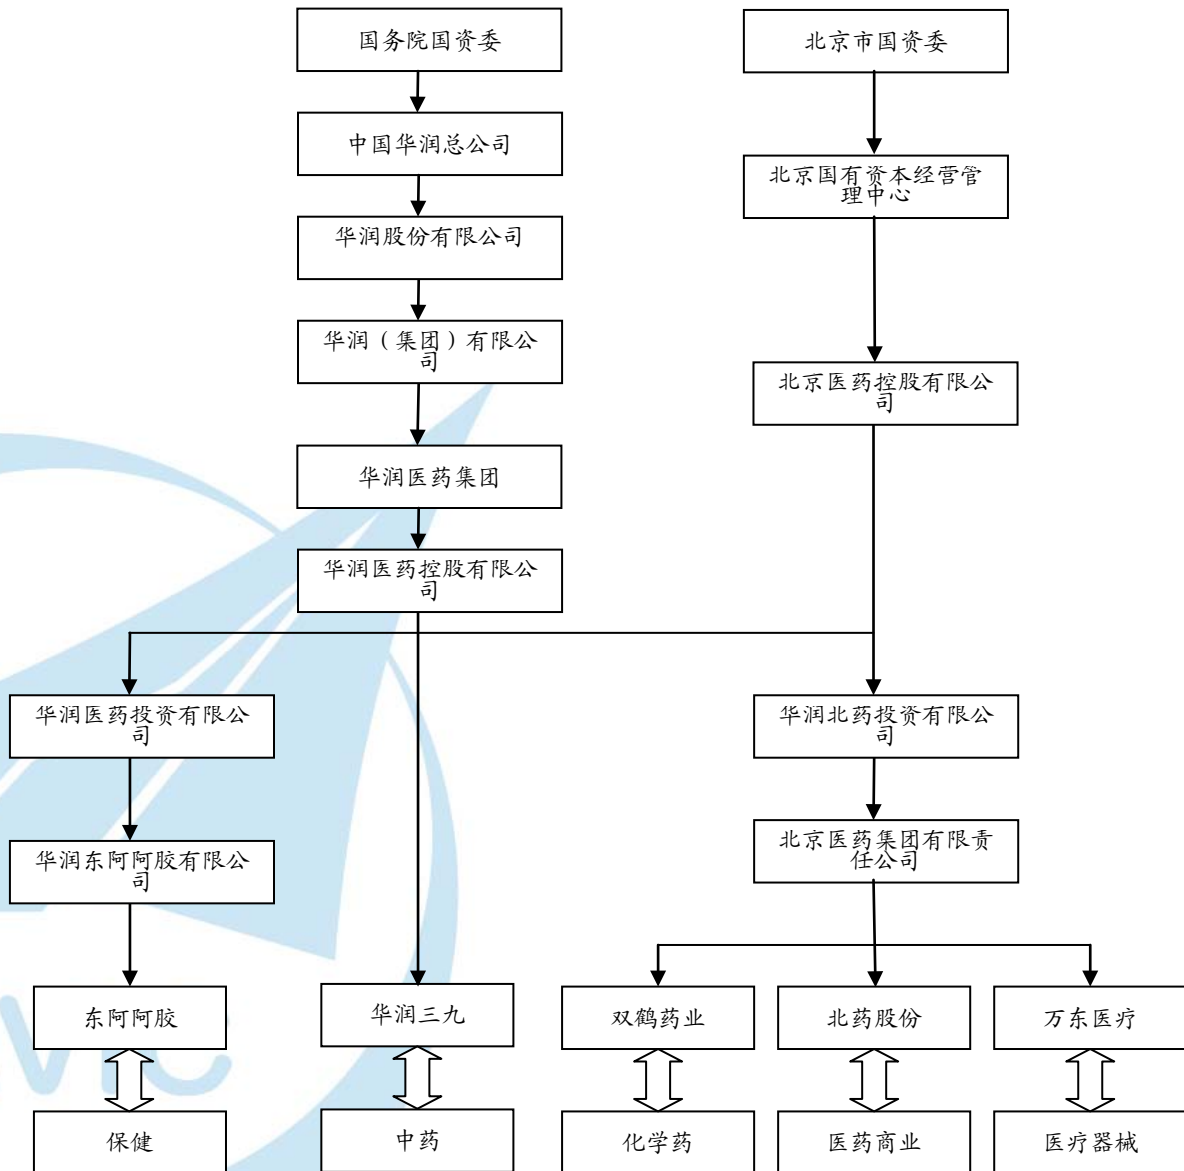 国务院国资委
北京市国资委
中国华润总公司
北京国有资本经营管
理中心
华润股份有限公司
华润（集团）有限公
司
北京医药控股有限公
司
华润医药集团
华润医药控股有限公
司
华润医药投资有限公
司
华润北药投资有限公
司
华润东阿阿胶有限公
司
北京医药集团有限责
任公司
东阿阿胶
华润三九
双鹤药业
北药股份
万东医疗
保健
中药
化学药
医药商业
医疗器械